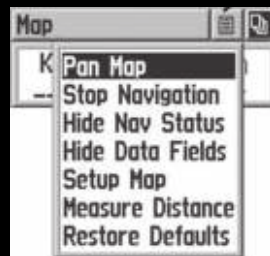 Map
K
Pan Map
Stop Navigation
Hide Nav Status
Hide Data Fields
Setup Map
Measure Distance
Restore Defaults